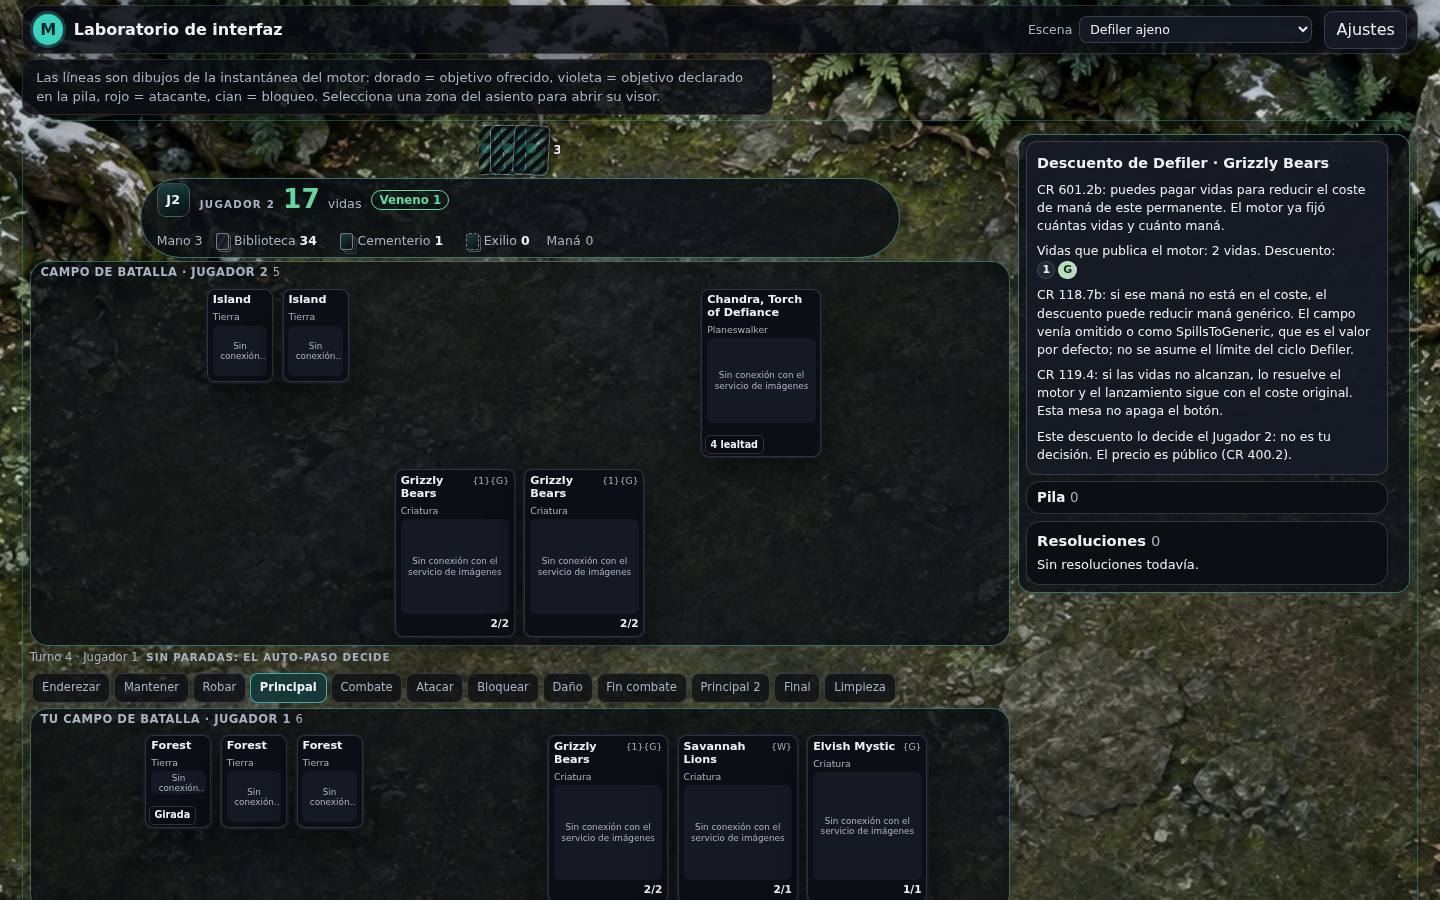 M Laboratorio de interfaz
Escena Defiler ajeno Ajustes
Las líneas son dibujos de la instantánea del motor: dorado = objetivo ofrecido, violeta = objetivo declarado
en la pila, rojo = atacante, cian = bloqueo. Selecciona una zona del asiento para abrir su visor.
3
J2 JUGADOR 2 17 vidas Veneno 1
Mano 3 Biblioteca 34 Cementerio 1 Exilio 0 Maná 0
CAMPO DE BATALLA · JUGADOR 2 5
Island
Tierra
Sin
conexión..
Island
Tierra
Sin
conexión..
Chandra, Torch
of Defiance
Planeswalker
Sin conexión con el
servicio de imágenes
4 lealtad
Grizzly
Bears
{1}{G}
Criatura
Sin conexión con el
servicio de imágenes
2/2
Grizzly
Bears
{1}{G}
Criatura
Sin conexión con el
servicio de imágenes
2/2
Turno 4 · Jugador 1 SIN PARADAS: EL AUTO-PASO DECIDE
Enderezar Mantener Robar Principal Combate Atacar Bloquear Daño Fin combate Principal 2 Final Limpieza
TU CAMPO DE BATALLA · JUGADOR 1 6
Forest
Tierra
Sin
conexión..
Girada
Forest
Tierra
Sin
conexión..
Forest
Tierra
Sin
conexión..
Grizzly
Bears
{1}{G}
Criatura
Sin conexión con el
servicio de imágenes
2/2
Savannah
Lions
{W}
Criatura
Sin conexión con el
servicio de imágenes
2/1
Elvish Mystic {G}
Criatura
Sin conexión con el
servicio de imágenes
1/1
Descuento de Defiler · Grizzly Bears
CR 601.2b: puedes pagar vidas para reducir el coste
de maná de este permanente. El motor ya fijó
cuántas vidas y cuánto maná.
Vidas que publica el motor: 2 vidas. Descuento:
1 G
CR 118.7b: si ese maná no está en el coste, el
descuento puede reducir maná genérico. El campo
venía omitido o como SpillsToGeneric, que es el valor
por defecto; no se asume el límite del ciclo Defiler.
CR 119.4: si las vidas no alcanzan, lo resuelve el
motor y el lanzamiento sigue con el coste original.
Esta mesa no apaga el botón.
Este descuento lo decide el Jugador 2: no es tu
decisión. El precio es público (CR 400.2).
Pila 0
Resoluciones 0
Sin resoluciones todavía.